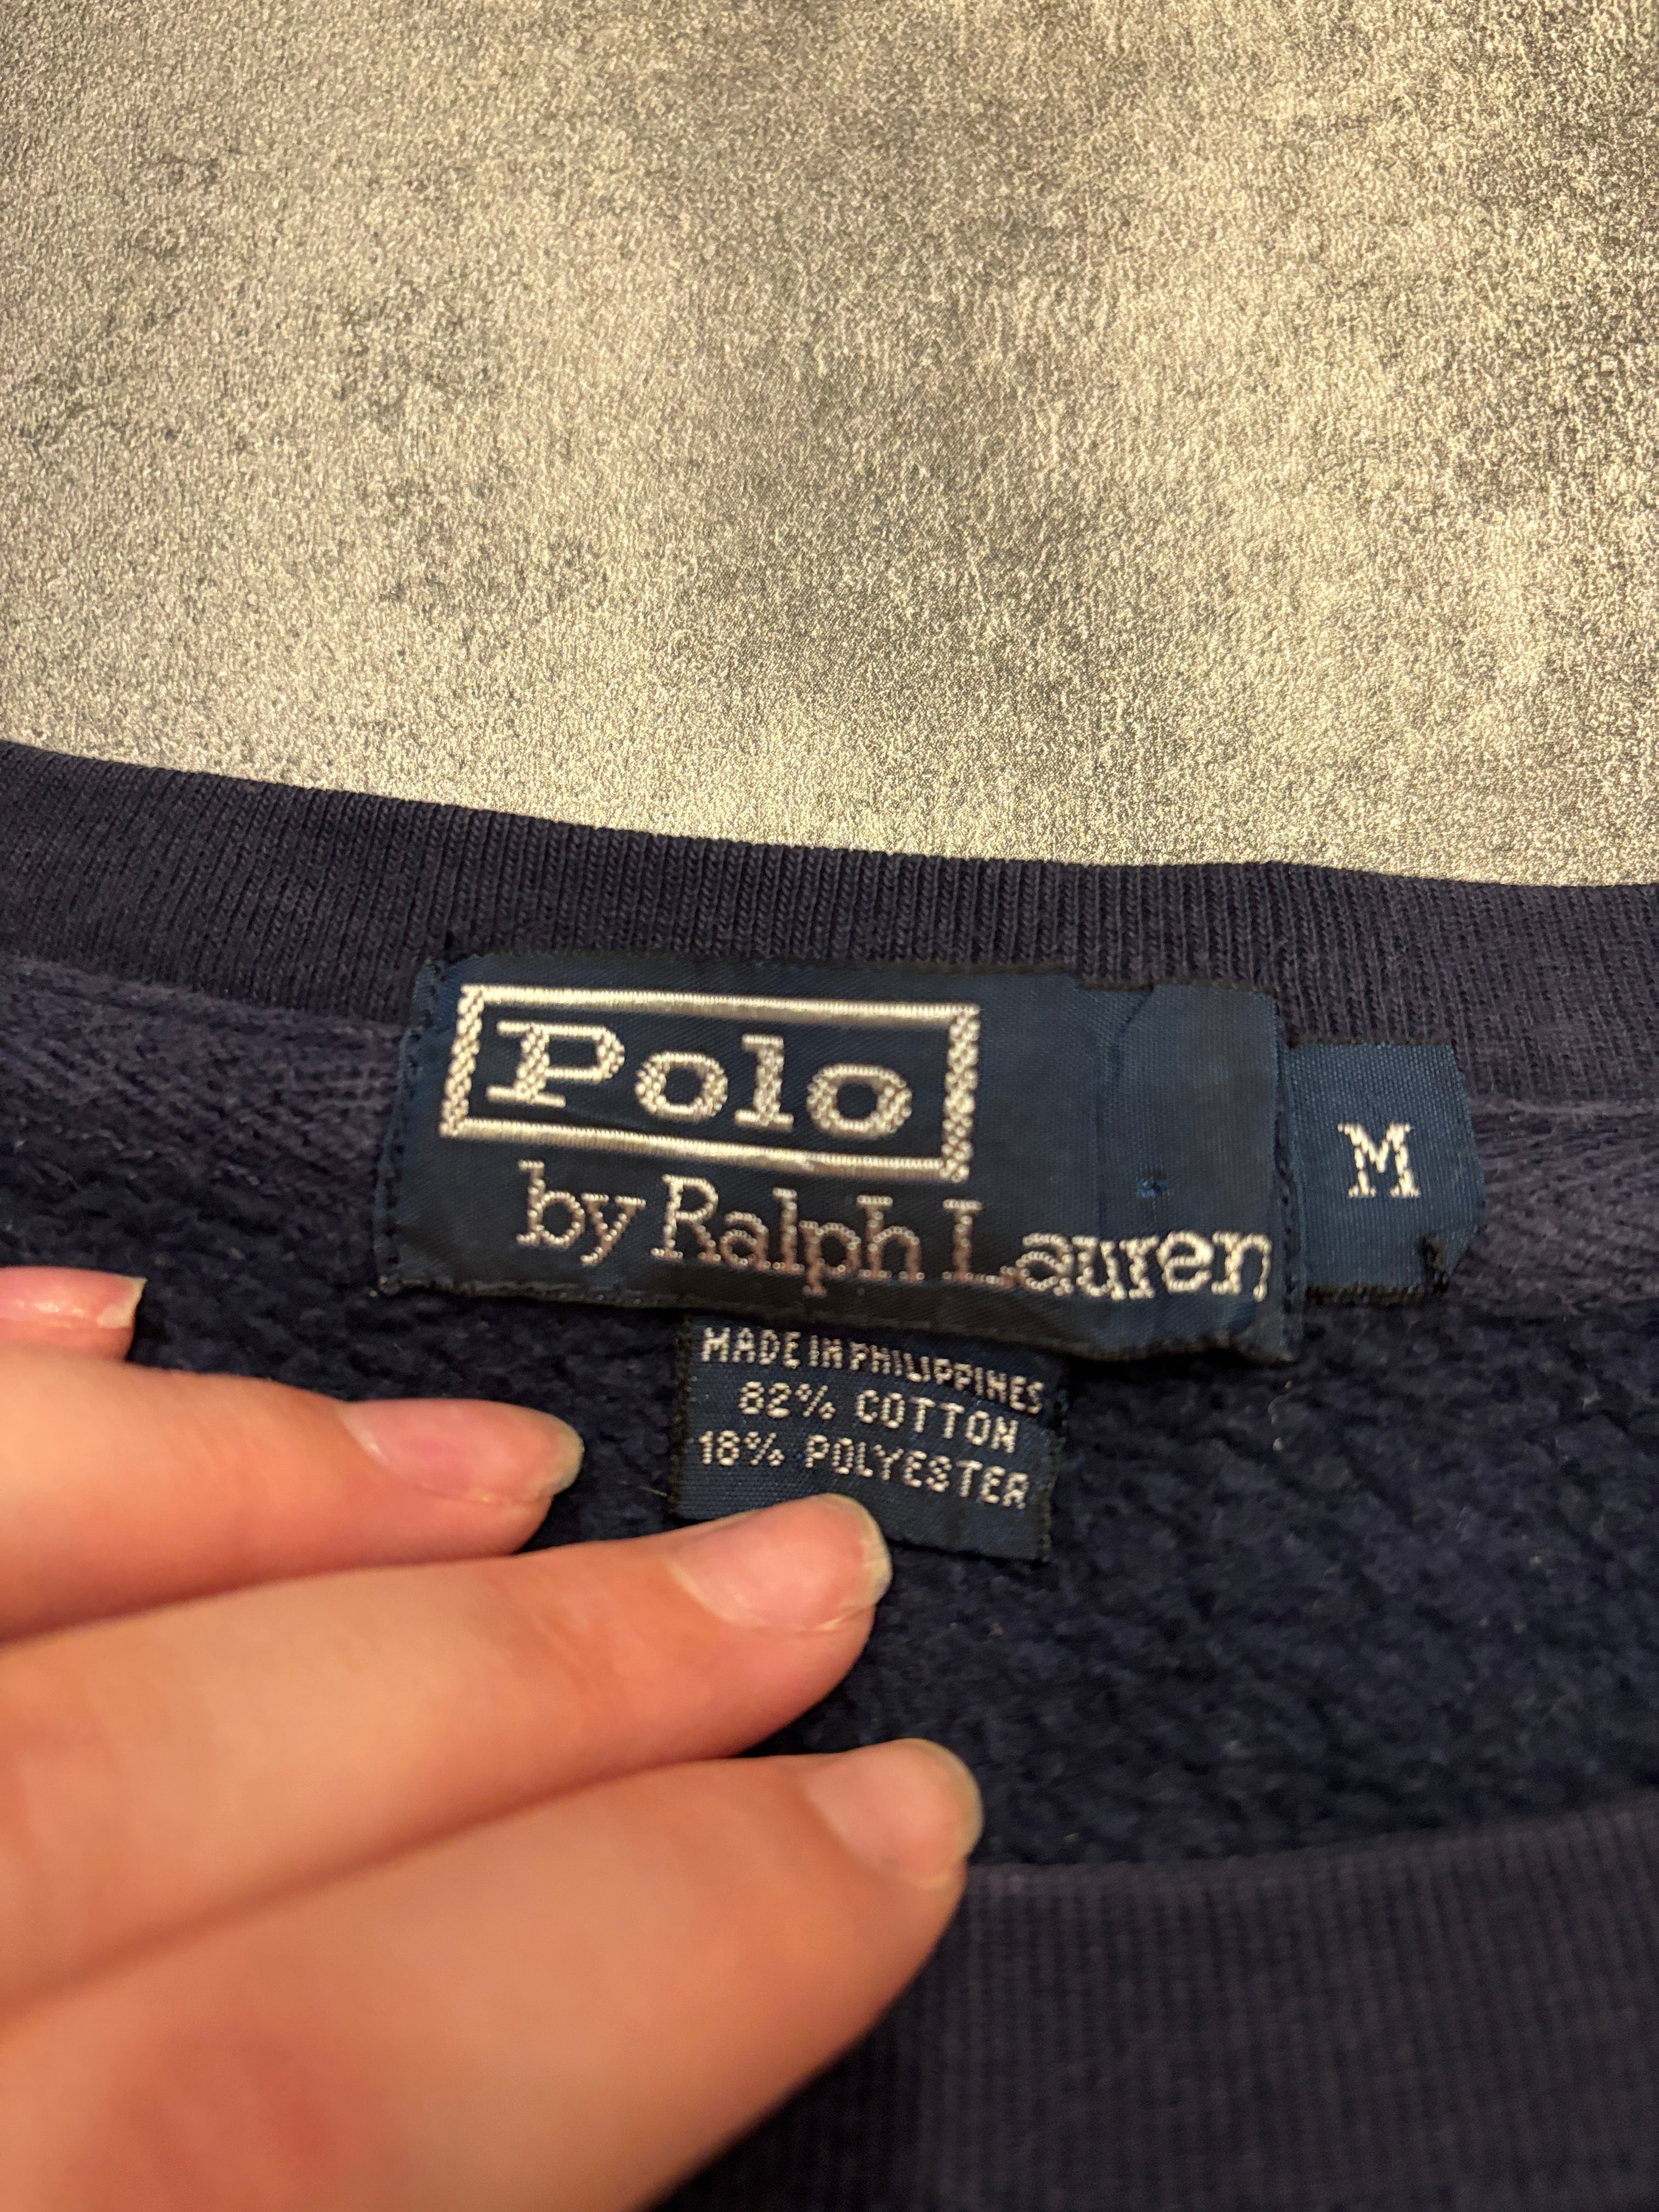 Polo
by Ralph Lauren
M
MADE IN PHILIPPINES
82% COTTON
18% POLYESTER